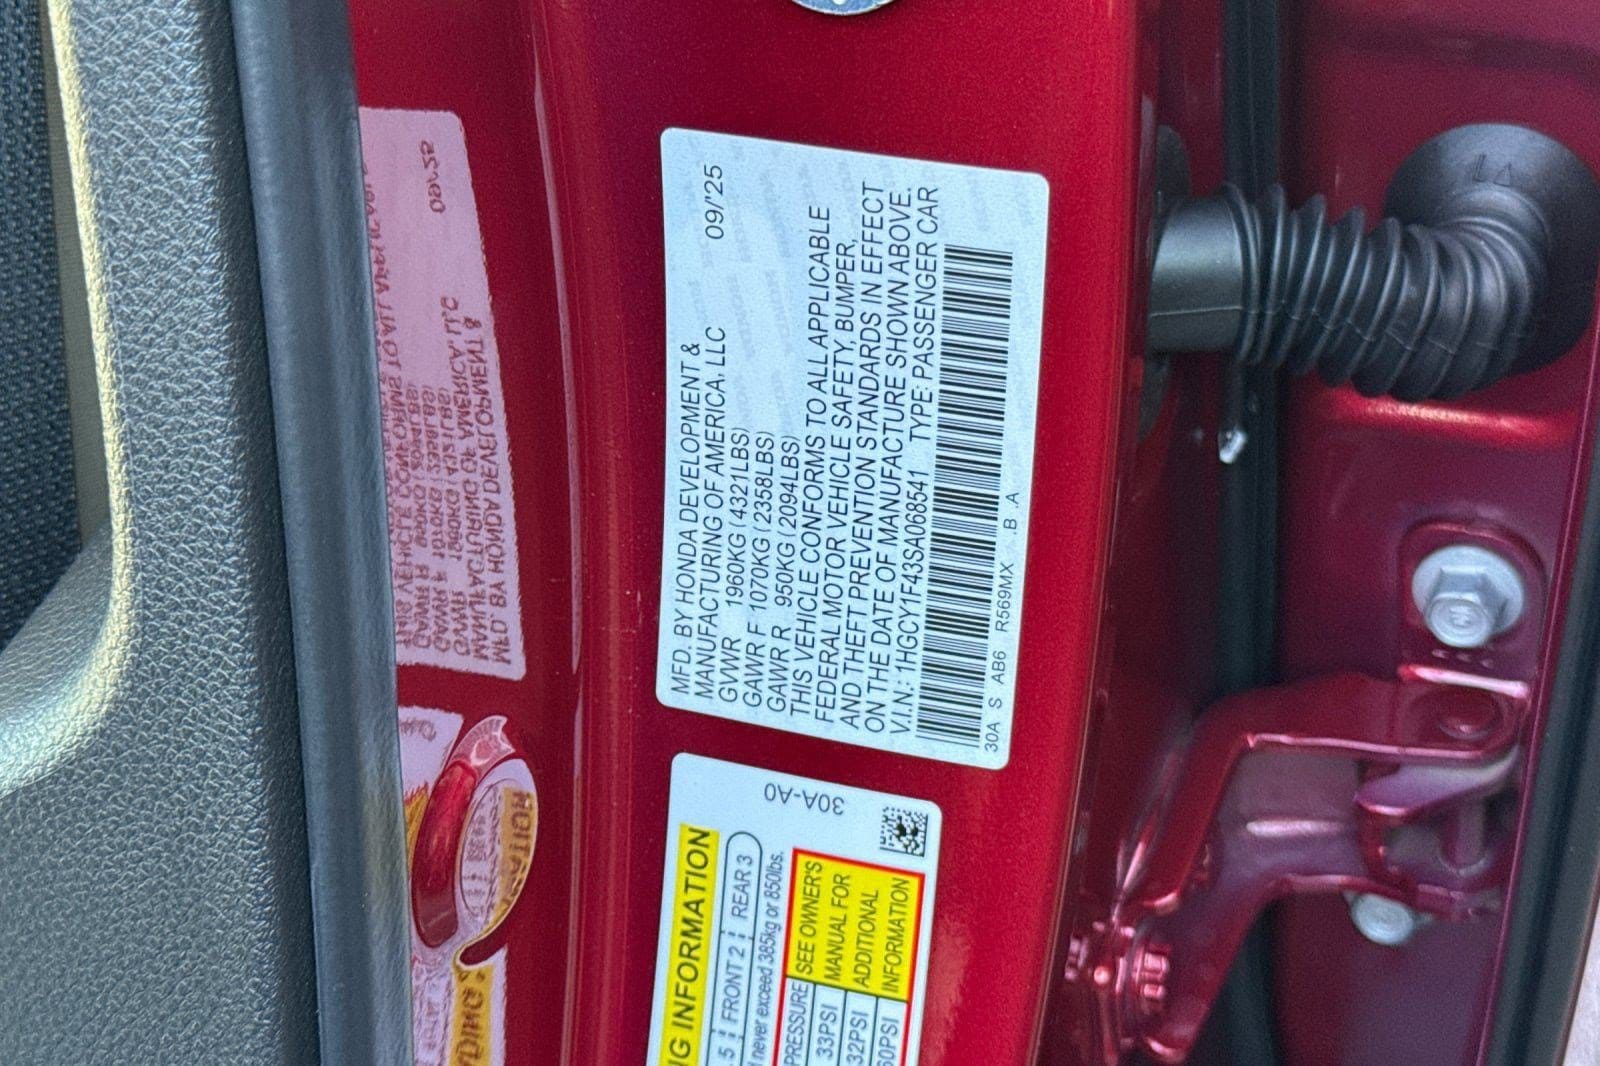 MFD. BY HONDA DEVELOPMENT &
MANUFACTURING OF AMERICA, LLC 09/'25
GVWR 1960KG (4321LBS)
GAWR F 1070KG (2358LBS)
GAWR R 950KG (2094LBS)
THIS VEHICLE CONFORMS TO ALL APPLICABLE
FEDERAL MOTOR VEHICLE SAFETY, BUMPER,
AND THEFT PREVENTION STANDARDS IN EFFECT
ON THE DATE OF MANUFACTURE SHOWN ABOVE.
V.I.N.: 1HGCY1F43SA068541 TYPE: PASSENGER CAR
30A S AB6 R569MX .B .A
30A-A0
INFORMATION
5 FRONT 2 REAR 3
never exceed 385kg or 850lbs.
PRESSURE
33PSI
32PSI
60PSI
SEE OWNER'S
MANUAL FOR
ADDITIONAL
INFORMATION